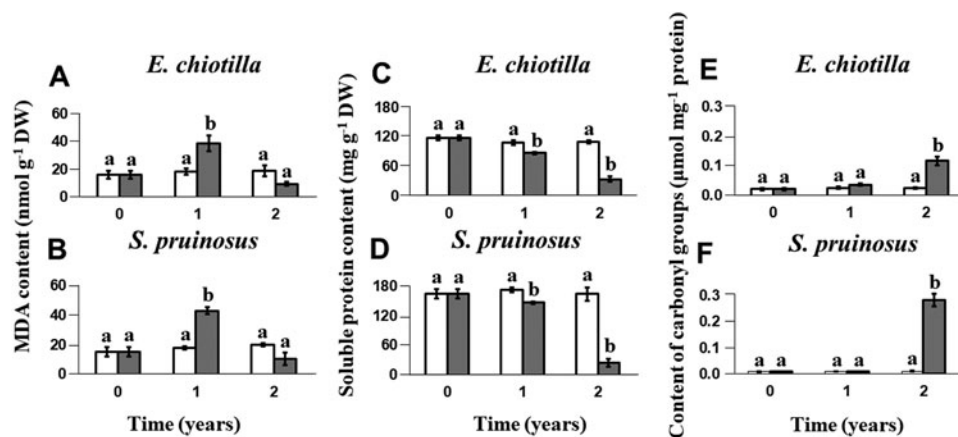 A
E. chiotilla
60
40
20
0
a a a b a a
0 1 2
B
S. pruinosus
60
40
20
0
a a a b a a
0 1 2
Time (years)
MDA content (nmol g-1 DW)
C
E. chiotilla
180
120
60
0
a a a b a b
0 1 2
D
S. pruinosus
180
120
60
0
a a a b a b
0 1 2
Time (years)
Soluble protein content (mg g-1 DW)
E
E. chiotilla
0.3
0.2
0.1
0.0
a a a a a b
0 1 2
F
S. pruinosus
0.3
0.2
0.1
0.0
a a a a a b
0 1 2
Time (years)
Content of carbonyl groups (µmol mg-1 protein)